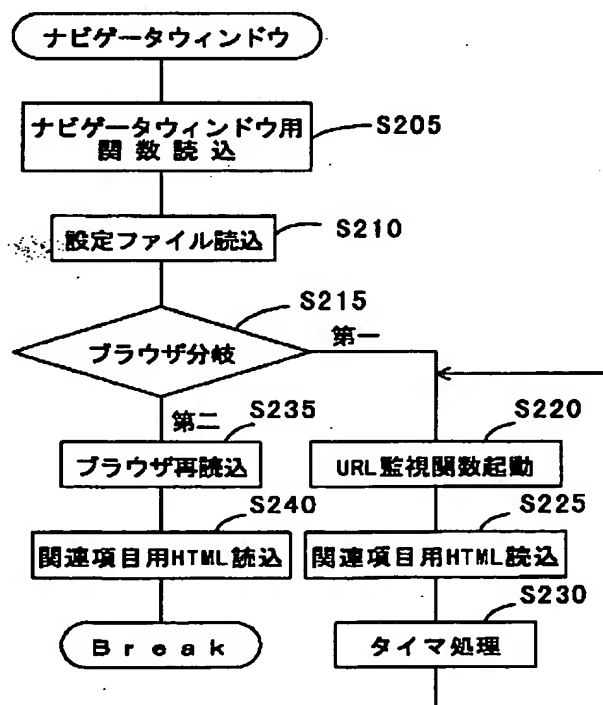 ナビゲータウィンドウ
ナビゲータウィンドウ用
関数読込
S205
設定ファイル読込
S210
S215
ブラウザ分岐
第一
第二
S235
ブラウザ再読込
S240
関連項目用HTML読込
Break
S220
URL監視関数起動
S225
関連項目用HTML読込
S230
タイマ処理